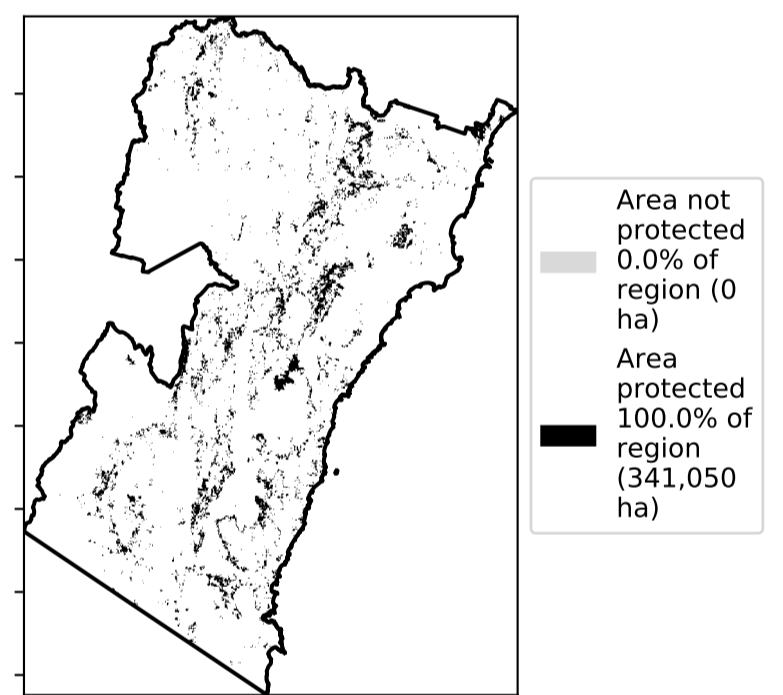 Area not
protected
0.0% of
region (0
ha)
Area
protected
100.0% of
region
(341,050
ha)